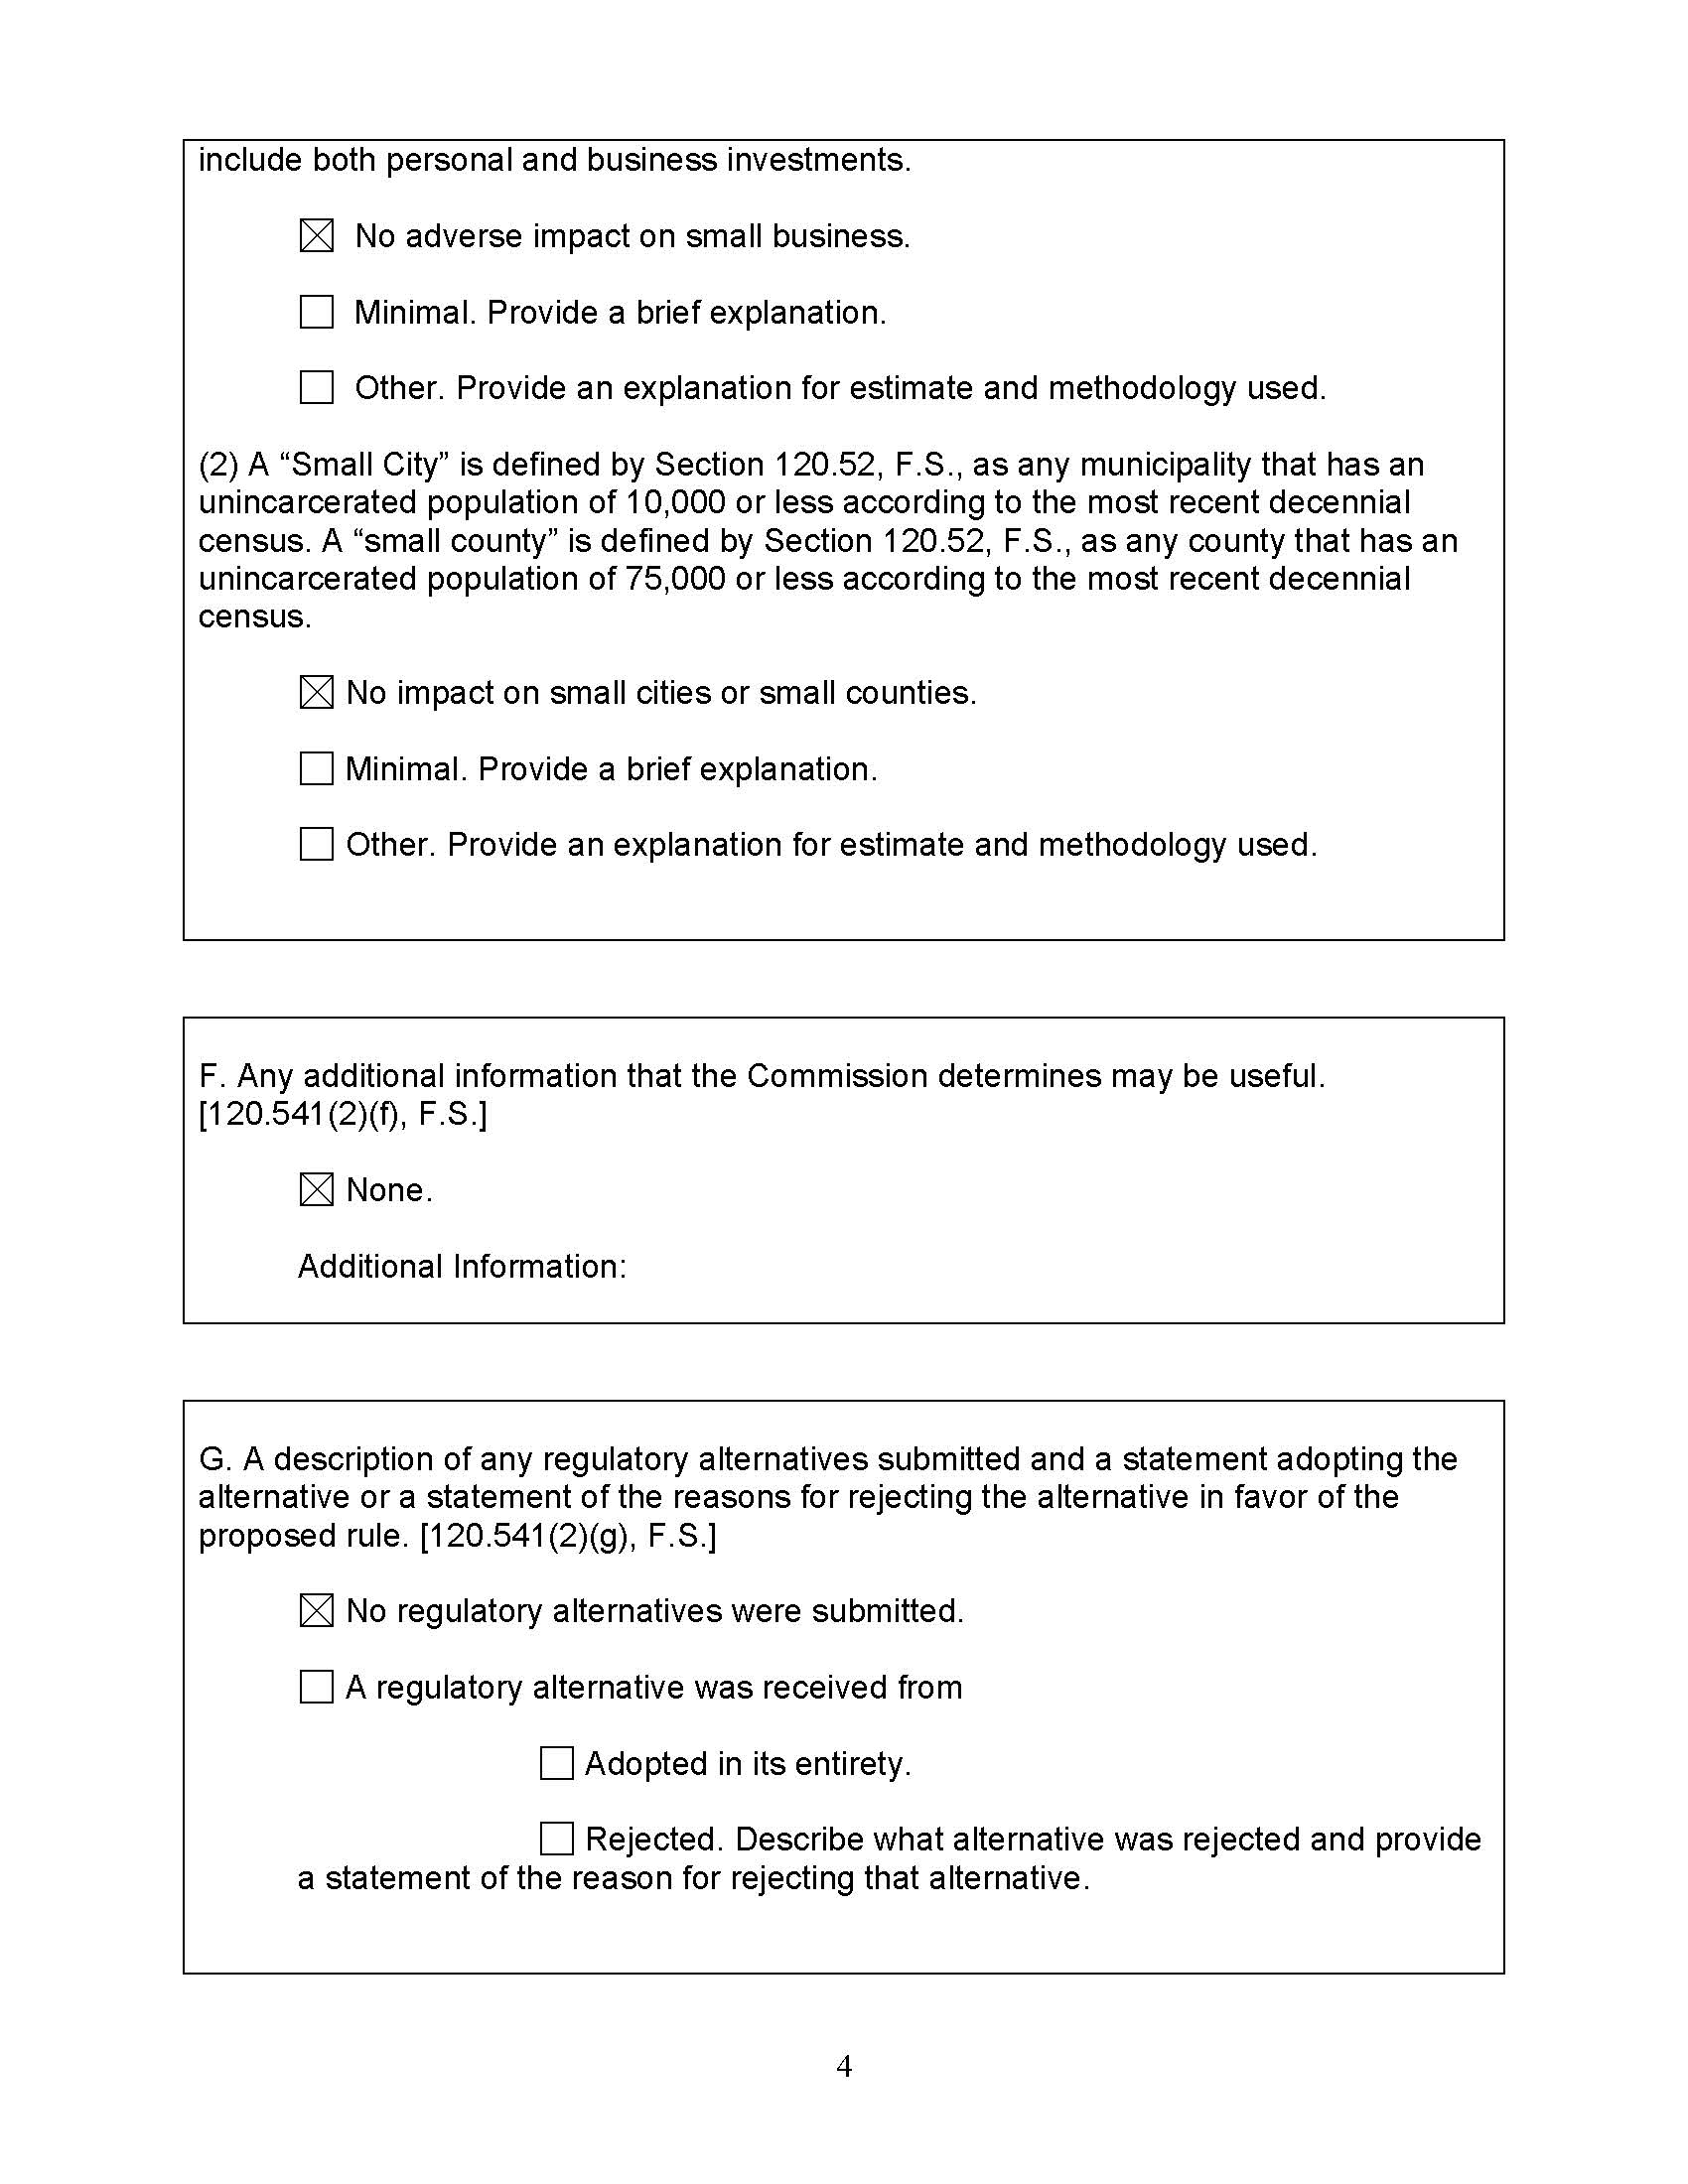 include both personal and business investments.
☒ No adverse impact on small business.
☐ Minimal. Provide a brief explanation.
☐ Other. Provide an explanation for estimate and methodology used.
(2) A “Small City” is defined by Section 120.52, F.S., as any municipality that has an
unincarcerated population of 10,000 or less according to the most recent decennial
census. A “small county” is defined by Section 120.52, F.S., as any county that has an
unincarcerated population of 75,000 or less according to the most recent decennial
census.
☒ No impact on small cities or small counties.
☐ Minimal. Provide a brief explanation.
☐ Other. Provide an explanation for estimate and methodology used.
F. Any additional information that the Commission determines may be useful.
[120.541(2)(f), F.S.]
☒ None.
Additional Information:
G. A description of any regulatory alternatives submitted and a statement adopting the
alternative or a statement of the reasons for rejecting the alternative in favor of the
proposed rule. [120.541(2)(g), F.S.]
☒ No regulatory alternatives were submitted.
☐ A regulatory alternative was received from
☐ Adopted in its entirety.
☐ Rejected. Describe what alternative was rejected and provide
a statement of the reason for rejecting that alternative.
4